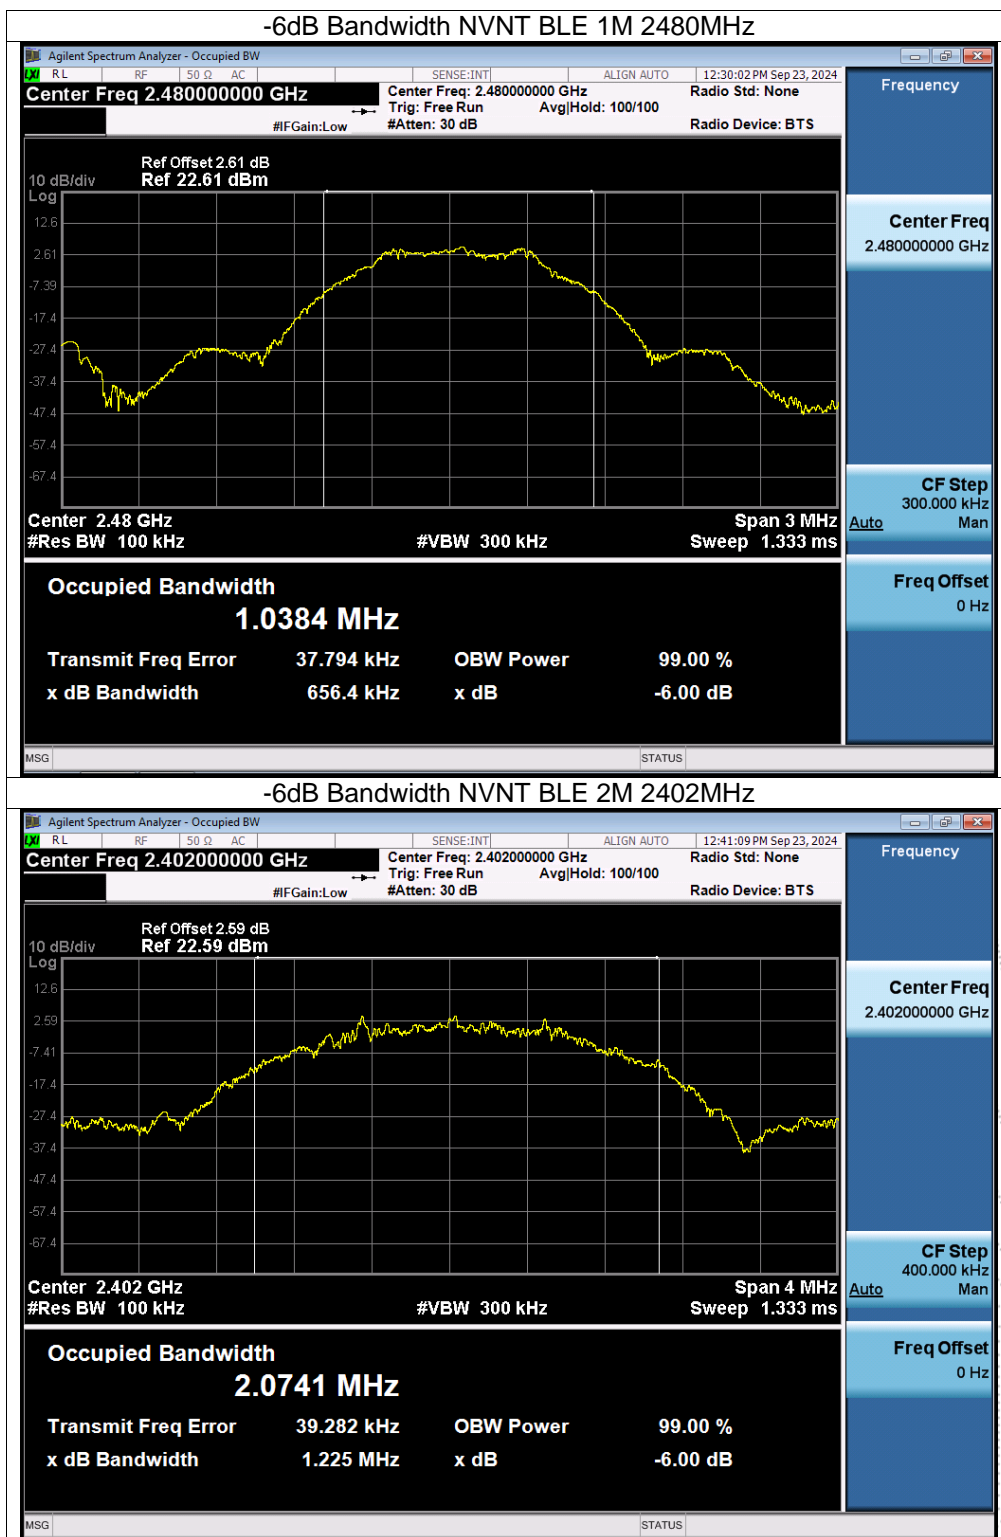 -6dB Bandwidth NVNT BLE 1M 2480MHz
Agilent Spectrum Analyzer - Occupied BW
LXI RL RF 50 Ω AC SENSE:INT ALIGN AUTO 12:30:02 PM Sep 23, 2024
Center Freq 2.480000000 GHz Center Freq: 2.480000000 GHz Radio Std: None
Trig: Free Run Avg|Hold: 100/100
#IFGain:Low #Atten: 30 dB Radio Device: BTS
Ref Offset 2.61 dB
10 dB/div Ref 22.61 dBm
Log
12.6
2.61
-7.39
-17.4
-27.4
-37.4
-47.4
-57.4
-67.4
Center 2.48 GHz Span 3 MHz
#Res BW 100 kHz #VBW 300 kHz Sweep 1.333 ms
Occupied Bandwidth
1.0384 MHz
Transmit Freq Error 37.794 kHz OBW Power 99.00 %
x dB Bandwidth 656.4 kHz x dB -6.00 dB
MSG STATUS
Frequency
Center Freq
2.480000000 GHz
CF Step
300.000 kHz
Auto Man
Freq Offset
0 Hz
-6dB Bandwidth NVNT BLE 2M 2402MHz
Agilent Spectrum Analyzer - Occupied BW
LXI RL RF 50 Ω AC SENSE:INT ALIGN AUTO 12:41:09 PM Sep 23, 2024
Center Freq 2.402000000 GHz Center Freq: 2.402000000 GHz Radio Std: None
Trig: Free Run Avg|Hold: 100/100
#IFGain:Low #Atten: 30 dB Radio Device: BTS
Ref Offset 2.59 dB
10 dB/div Ref 22.59 dBm
Log
12.6
2.59
-7.41
-17.4
-27.4
-37.4
-47.4
-57.4
-67.4
Center 2.402 GHz Span 4 MHz
#Res BW 100 kHz #VBW 300 kHz Sweep 1.333 ms
Occupied Bandwidth
2.0741 MHz
Transmit Freq Error 39.282 kHz OBW Power 99.00 %
x dB Bandwidth 1.225 MHz x dB -6.00 dB
MSG STATUS
Frequency
Center Freq
2.402000000 GHz
CF Step
400.000 kHz
Auto Man
Freq Offset
0 Hz